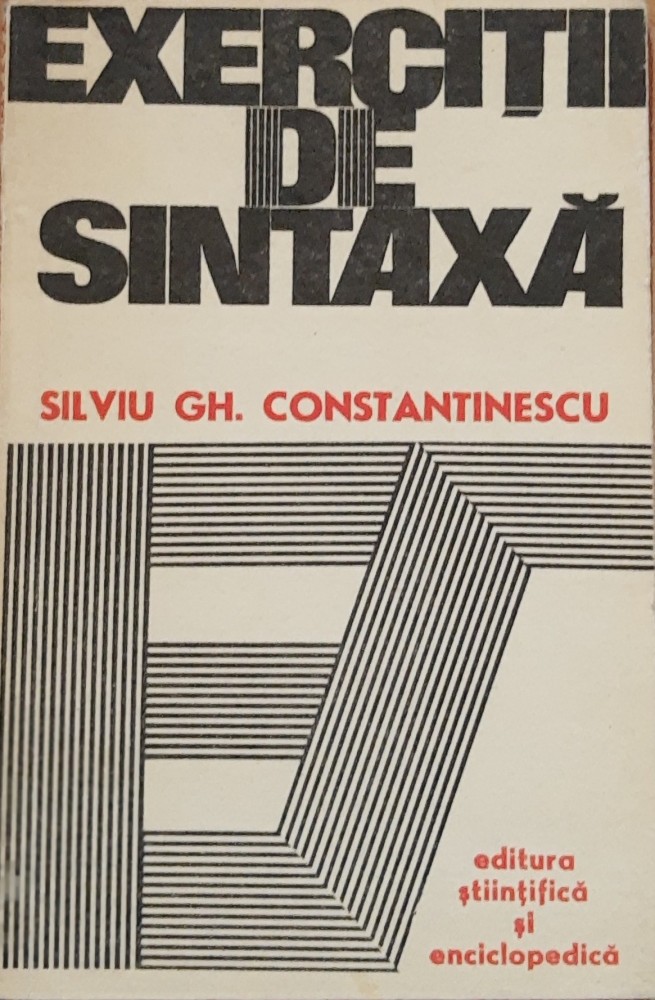 EXERCIȚII
DE
SINTAXĂ
SILVIU GH. CONSTANTINESCU
editura
științifică
și
enciclopedică